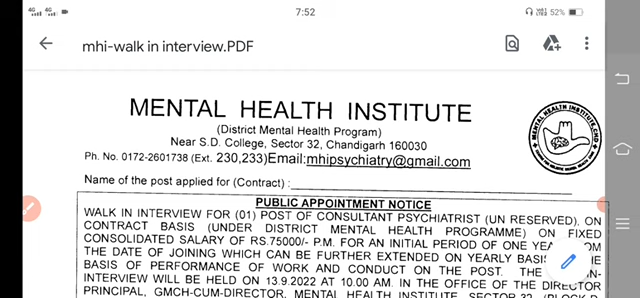 4G 4G 7:52 52%
mhi-walk in interview.PDF
MENTAL HEALTH INSTITUTE
(District Mental Health Program)
Near S.D. College, Sector 32, Chandigarh 160030
Ph. No. 0172-2601738 (Ext. 230,233)Email:mhipsychiatry@gmail.com
Name of the post applied for (Contract) :
PUBLIC APPOINTMENT NOTICE
WALK IN INTERVIEW FOR (01) POST OF CONSULTANT PSYCHIATRIST (UN RESERVED), ON
CONTRACT BASIS (UNDER DISTRICT MENTAL HEALTH PROGRAMME) ON FIXED
CONSOLIDATED SALARY OF RS.75000/- P.M. FOR AN INITIAL PERIOD OF ONE
THE DATE OF JOINING WHICH CAN BE FURTHER EXTENDED ON YEARLY
BASIS OF PERFORMANCE OF WORK AND CONDUCT ON THE POST. THE
INTERVIEW WILL BE HELD ON 13.9.2022 AT 10.00 AM. IN THE OFFICE OF THE DIRECTOR
PRINCIPAL, GMCH-CUM-DIRECTOR, MENTAL HEALTH INSTITUTE, SECTOR 32